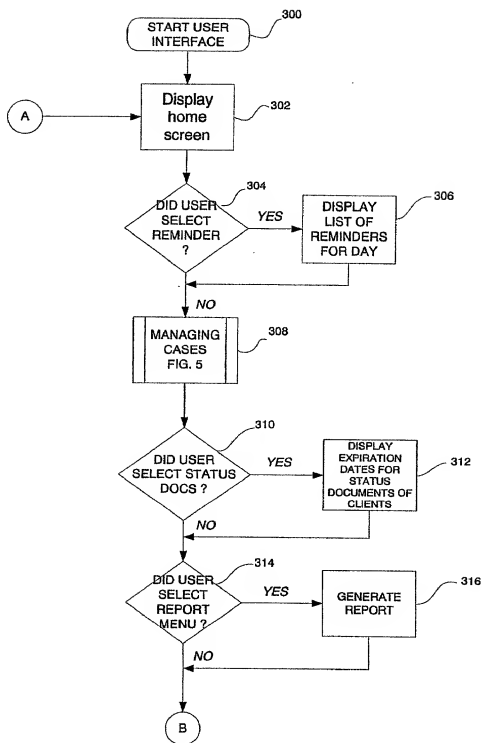 300
START USER
INTERFACE
Display
home
screen
302
A
304
DID USER
SELECT
REMINDER
?
YES
306
DISPLAY
LIST OF
REMINDERS
FOR DAY
NO
MANAGING
CASES
FIG. 5
308
310
DID USER
SELECT STATUS
DOCS ?
YES
DISPLAY
EXPIRATION
DATES FOR
STATUS
DOCUMENTS OF
CLIENTS
312
NO
314
DID USER
SELECT
REPORT
MENU ?
YES
GENERATE
REPORT
316
NO
B